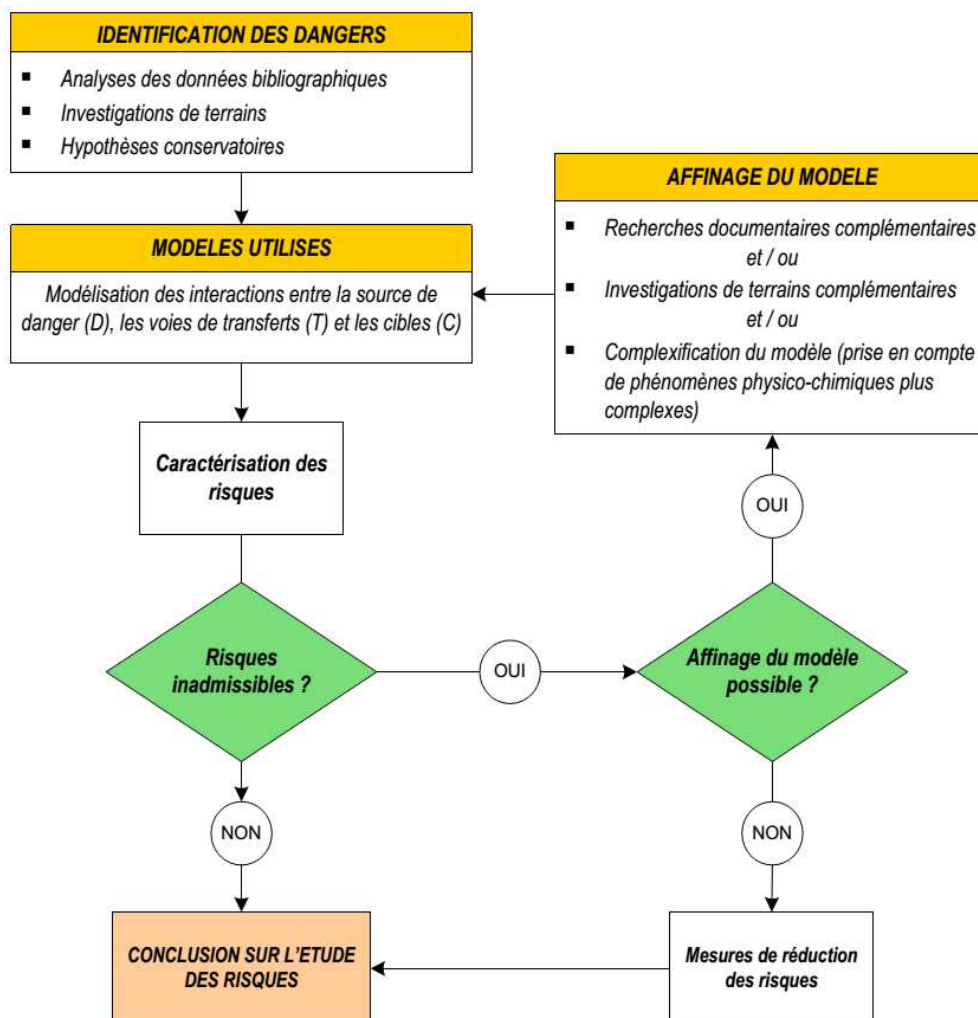 IDENTIFICATION DES DANGERS
▪ Analyses des données bibliographiques
▪ Investigations de terrains
▪ Hypothèses conservatoires
MODELES UTILISES
Modélisation des interactions entre la source de
danger (D), les voies de transferts (T) et les cibles (C)
AFFINAGE DU MODELE
▪ Recherches documentaires complémentaires
et / ou
▪ Investigations de terrains complémentaires
et / ou
▪ Complexification du modèle (prise en compte
de phénomènes physico-chimiques plus
complexes)
Caractérisation des
risques
OUI
Risques
inadmissibles ?
OUI
Affinage du modèle
possible ?
NON
NON
CONCLUSION SUR L'ETUDE
DES RISQUES
Mesures de réduction
des risques